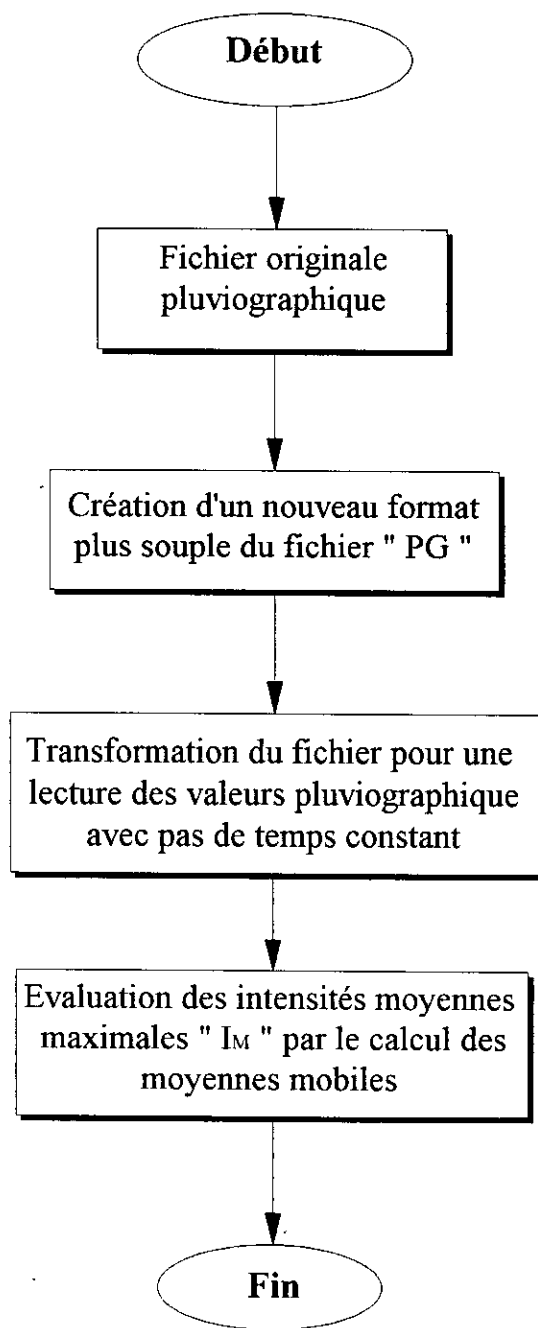 Début
Fichier originale
pluviographique
Création d'un nouveau format
plus souple du fichier " PG "
Transformation du fichier pour une
lecture des valeurs pluviographique
avec pas de temps constant
Evaluation des intensités moyennes
maximales " IM " par le calcul des
moyennes mobiles
Fin